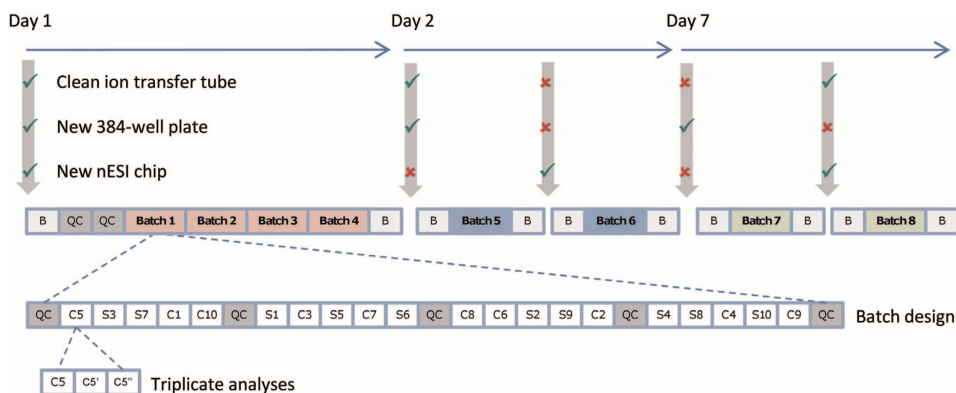 Day 1 Day 2 Day 7
Clean ion transfer tube
New 384-well plate
New nESI chip
B QC QC Batch 1 Batch 2 Batch 3 Batch 4 B B Batch 5 B B Batch 6 B B Batch 7 B B Batch 8 B
QC C5 S3 S7 C1 C10 QC S1 C3 S5 C7 S6 QC C8 C6 S2 S9 C2 QC S4 S8 C4 S10 C9 QC Batch design
C5 C5' C5" Triplicate analyses